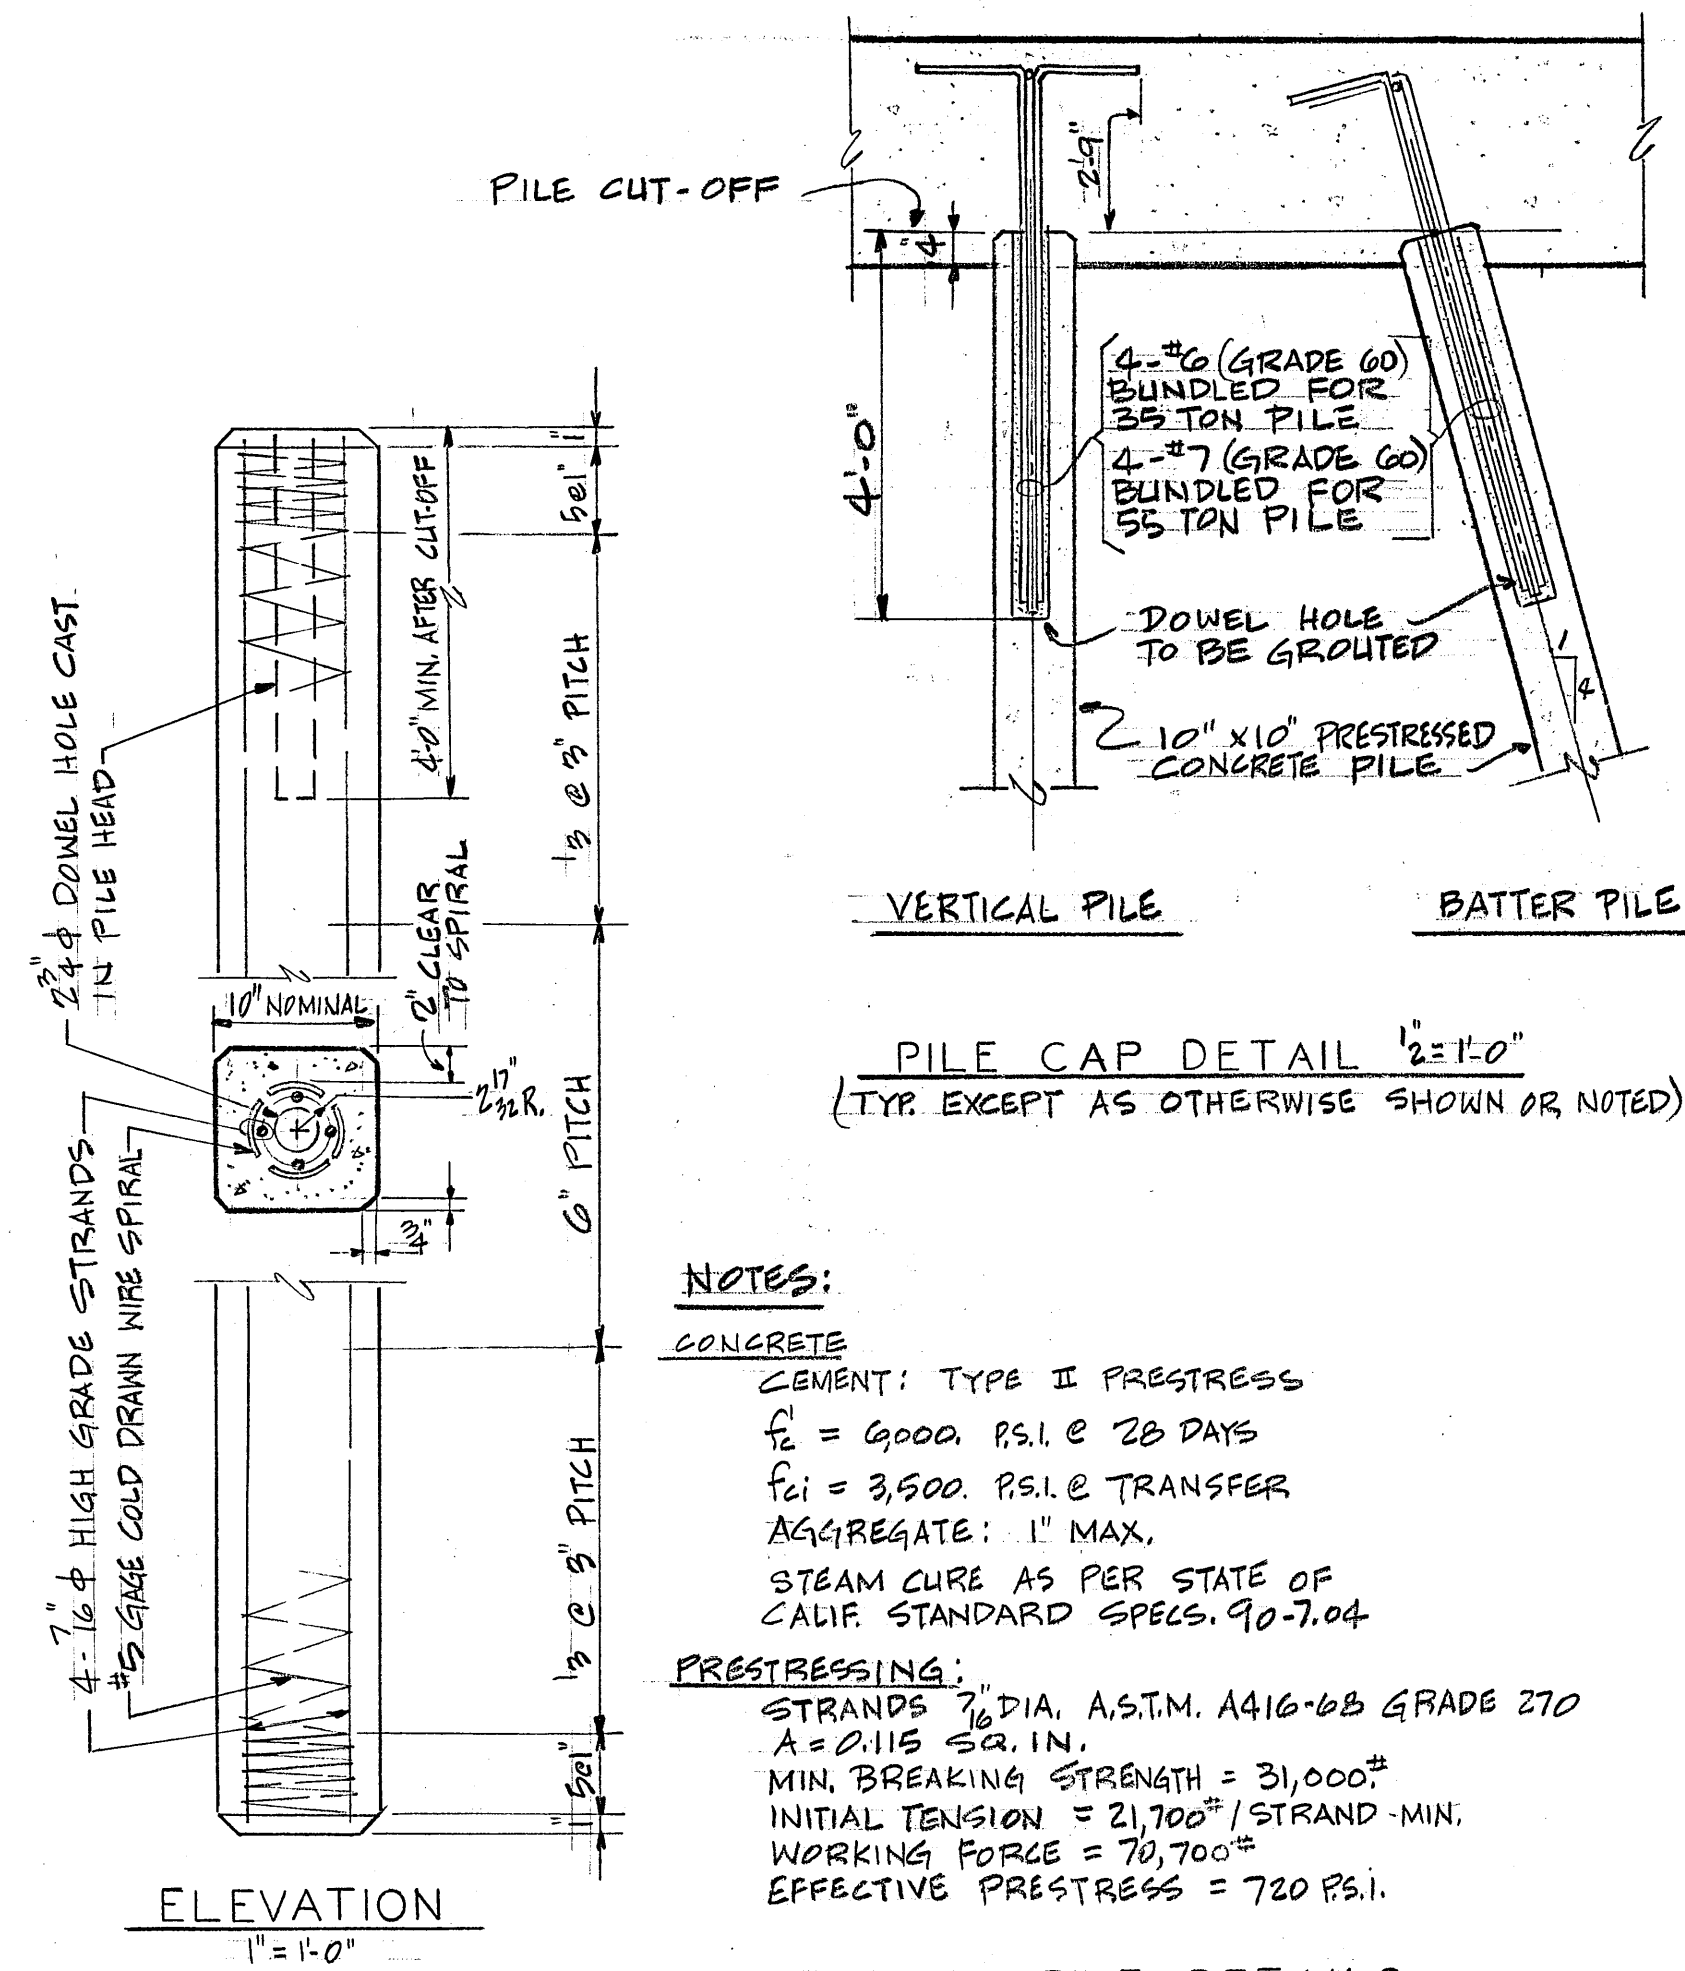 PILE CUT-OFF
4"
2'-9"
4'-0"
4-#6 (GRADE 60)
BUNDLED FOR
35 TON PILE
4-#7 (GRADE 60)
BUNDLED FOR
55 TON PILE
DOWEL HOLE
TO BE GROUTED
1
4
10" X10" PRESTRESSED
CONCRETE PILE
VERTICAL PILE
BATTER PILE
PILE CAP DETAIL 1/2"=1'-0"
(TYP. EXCEPT AS OTHERWISE SHOWN OR NOTED)
1"
5@1"
4'-0" MIN. AFTER CUT-OFF
1/3 @ 3" PITCH
2 3/4" ϕ DOWEL HOLE CAST
IN PILE HEAD
2" CLEAR
TO SPIRAL
10" NOMINAL
2 17/32" R.
6" PITCH
3/4"
4-7/16" ϕ HIGH GRADE STRANDS
#5 GAGE COLD DRAWN WIRE SPIRAL
1/3 @ 3" PITCH
5@1"
1"
ELEVATION
1"=1'-0"
NOTES:
CONCRETE
CEMENT: TYPE II PRESTRESS
f'c = 6,000. P.S.I. @ 28 DAYS
fci = 3,500. P.S.I. @ TRANSFER
AGGREGATE: 1" MAX.
STEAM CURE AS PER STATE OF
CALIF. STANDARD SPECS. 90-7.04
PRESTRESSING:
STRANDS 7/16" DIA. A.S.T.M. A416-68 GRADE 270
A = 0.115 SQ. IN.
MIN. BREAKING STRENGTH = 31,000.#
INITIAL TENSION = 21,700#/STRAND-MIN.
WORKING FORCE = 70,700#
EFFECTIVE PRESTRESS = 720 P.S.I.